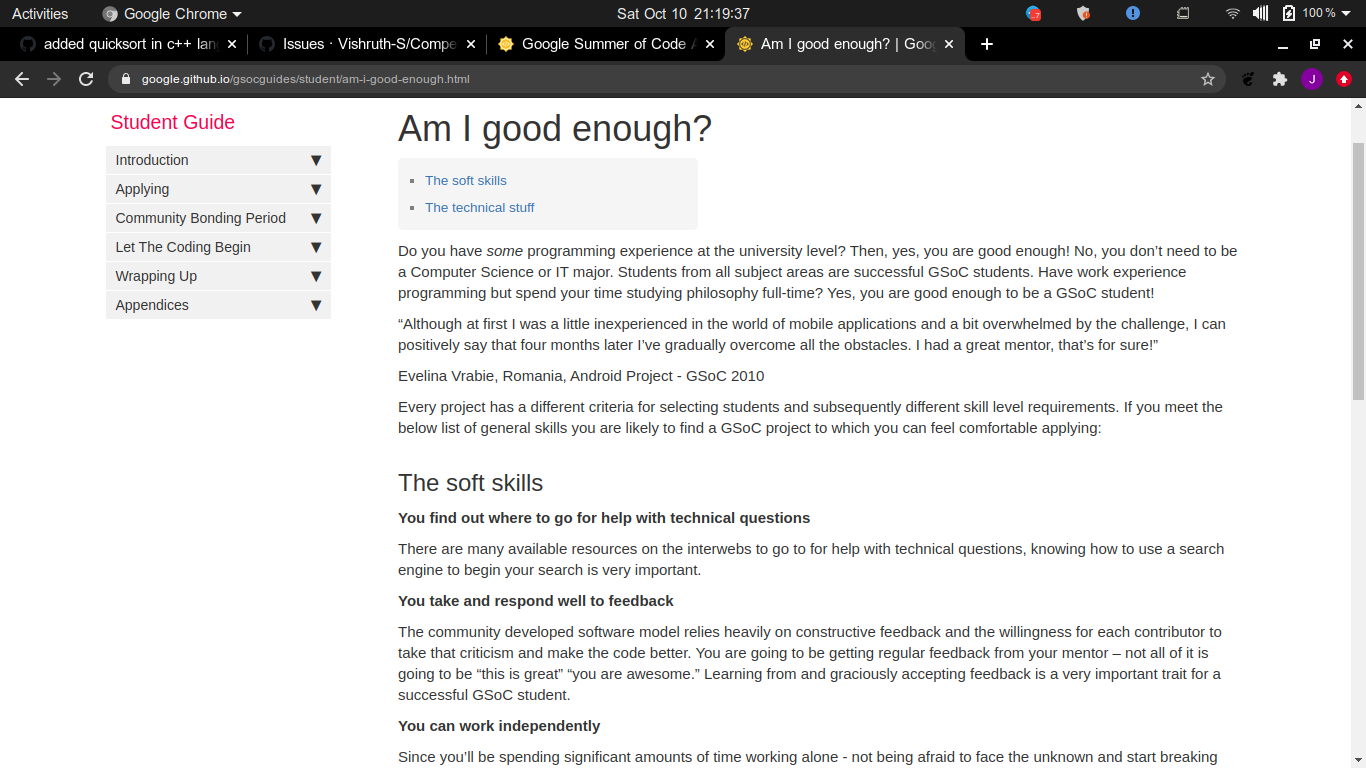 Activities
Google Chrome
Sat Oct 10 21:19:37
100 %
added quicksort in c++ lan
Issues · Vishruth-S/Compe
Google Summer of Code
Am I good enough? | Goo
google.github.io/gsocguides/student/am-i-good-enough.html
J
Student Guide
Introduction
Applying
Community Bonding Period
Let The Coding Begin
Wrapping Up
Appendices
Am I good enough?
The soft skills
The technical stuff
Do you have some programming experience at the university level? Then, yes, you are good enough! No, you don’t need to be
a Computer Science or IT major. Students from all subject areas are successful GSoC students. Have work experience
programming but spend your time studying philosophy full-time? Yes, you are good enough to be a GSoC student!
“Although at first I was a little inexperienced in the world of mobile applications and a bit overwhelmed by the challenge, I can
positively say that four months later I’ve gradually overcome all the obstacles. I had a great mentor, that’s for sure!”
Evelina Vrabie, Romania, Android Project - GSoC 2010
Every project has a different criteria for selecting students and subsequently different skill level requirements. If you meet the
below list of general skills you are likely to find a GSoC project to which you can feel comfortable applying:
The soft skills
You find out where to go for help with technical questions
There are many available resources on the interwebs to go to for help with technical questions, knowing how to use a search
engine to begin your search is very important.
You take and respond well to feedback
The community developed software model relies heavily on constructive feedback and the willingness for each contributor to
take that criticism and make the code better. You are going to be getting regular feedback from your mentor – not all of it is
going to be “this is great” “you are awesome.” Learning from and graciously accepting feedback is a very important trait for a
successful GSoC student.
You can work independently
Since you’ll be spending significant amounts of time working alone - not being afraid to face the unknown and start breaking